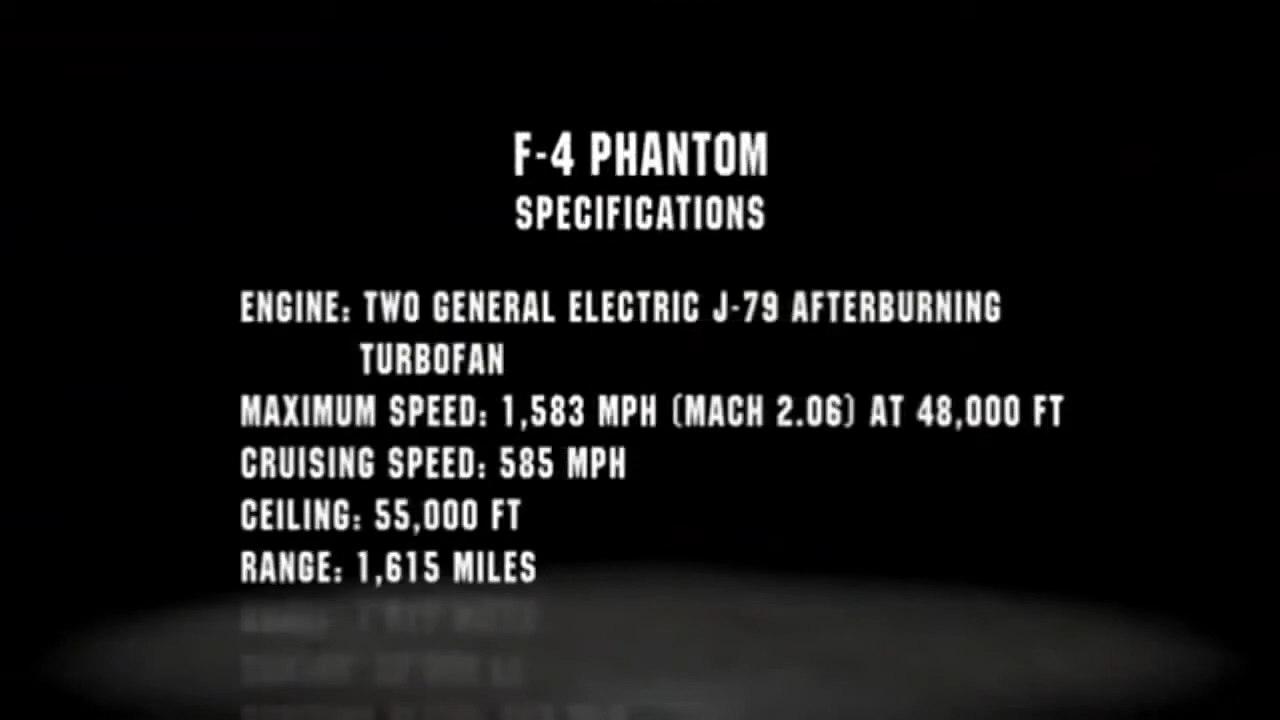 F-4 PHANTOM
SPECIFICATIONS
ENGINE: TWO GENERAL ELECTRIC J-79 AFTERBURNING
TURBOFAN
MAXIMUM SPEED: 1,583 MPH (MACH 2.06) AT 48,000 FT
CRUISING SPEED: 585 MPH
CEILING: 55,000 FT
RANGE: 1,615 MILES